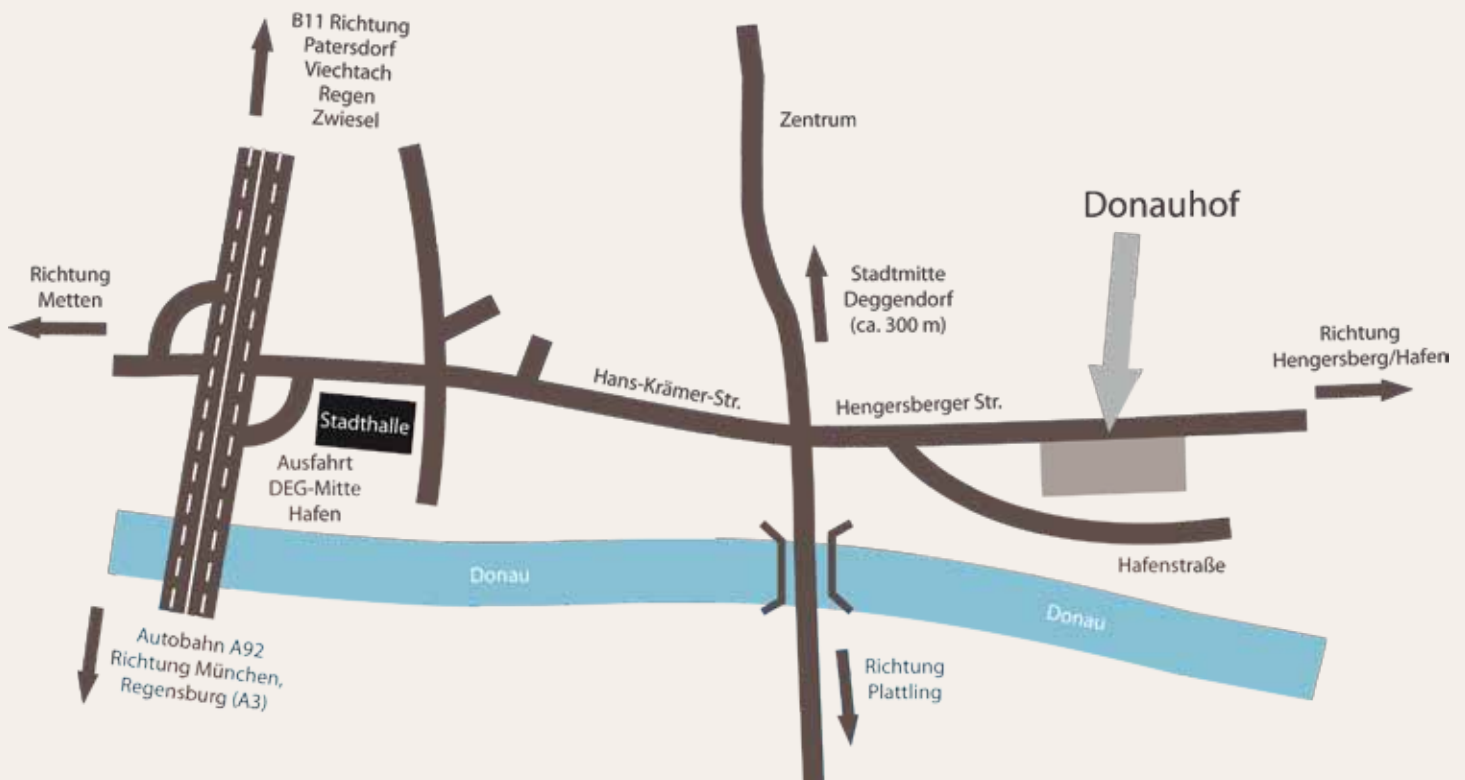 B11 Richtung
Patersdorf
Viechtach
Regen
Zwiesel
Zentrum
Donauhof
Richtung
Metten
Stadtmitte
Deggendorf
(ca. 300 m)
Richtung
Hengersberg/Hafen
Hans-Krämer-Str.
Hengersberger Str.
Stadthalle
Ausfahrt
DEG-Mitte
Hafen
Hafenstraße
Donau
Donau
Autobahn A92
Richtung München,
Regensburg (A3)
Richtung
Plattling